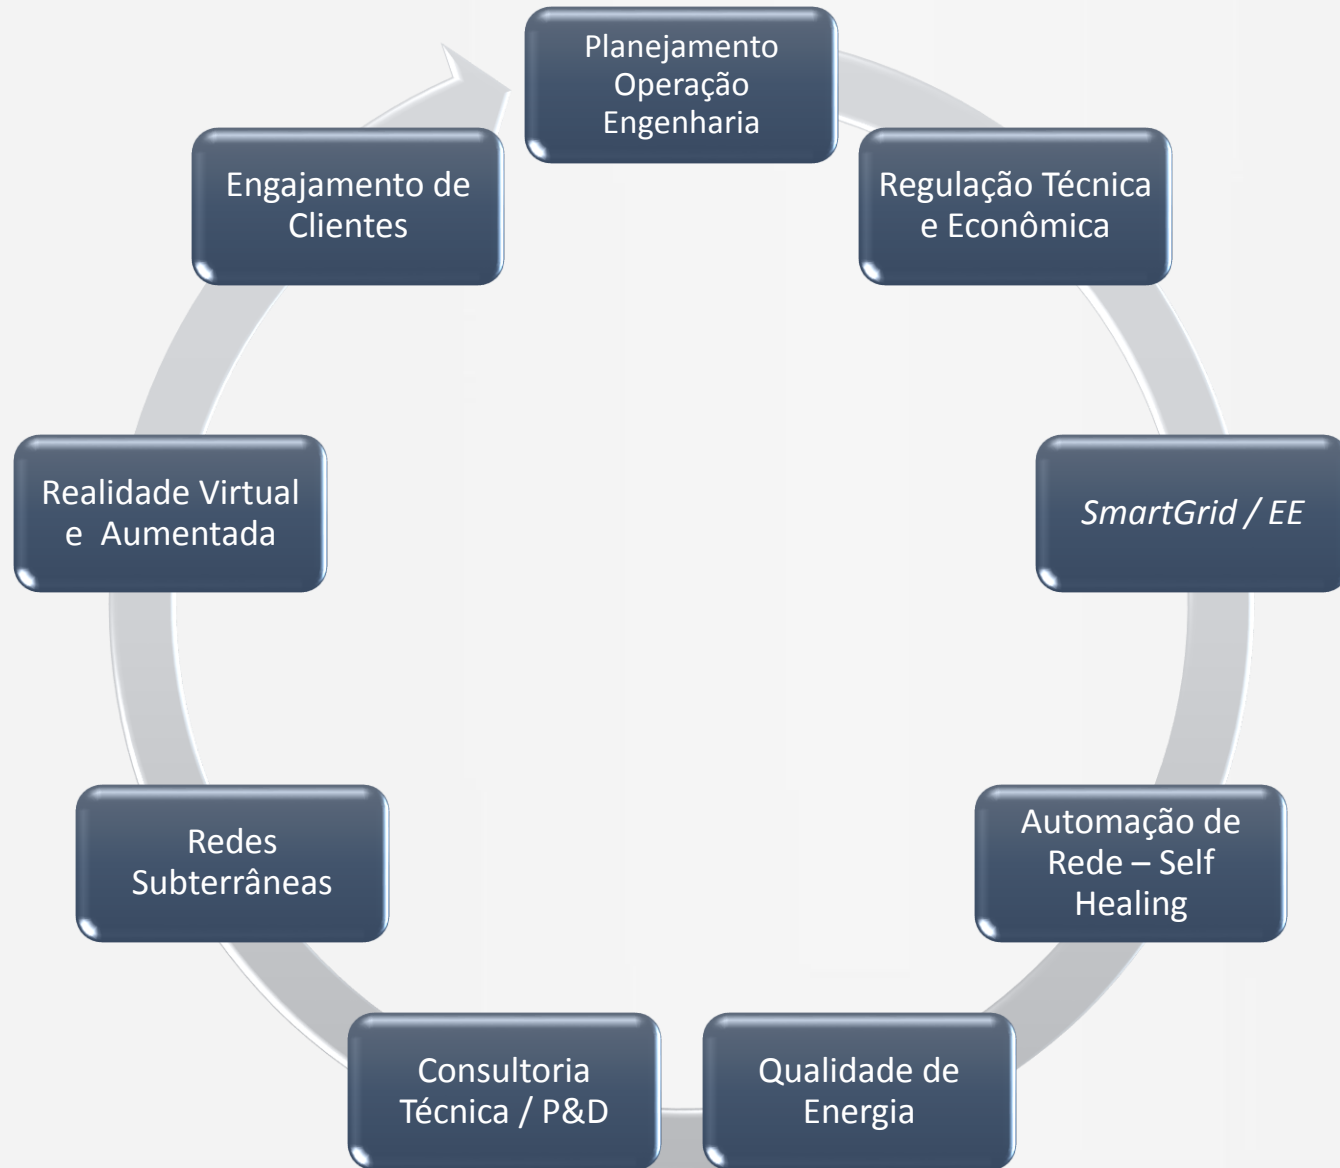 Planejamento
Operação
Engenharia
Regulação Técnica
e Econômica
SmartGrid / EE
Automação de
Rede – Self
Healing
Qualidade de
Energia
Consultoria
Técnica / P&D
Redes
Subterrâneas
Realidade Virtual
e Aumentada
Engajamento de
Clientes